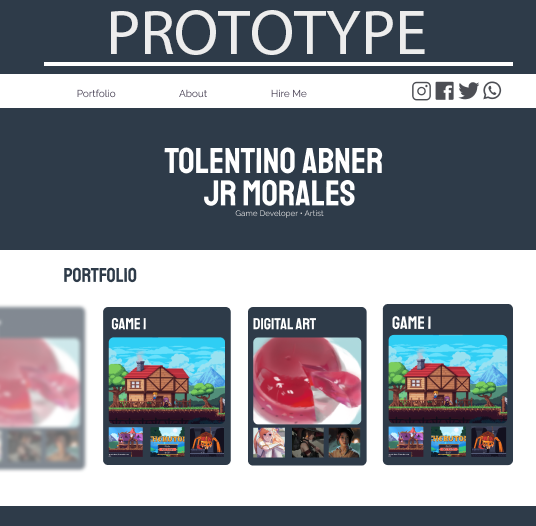 PROTOTYPE
Portfolio About Hire Me
TOLENTINO ABNER
JR MORALES
Game Developer • Artist
PORTFOLIO
GAME I
DIGITAL ART
GAME I